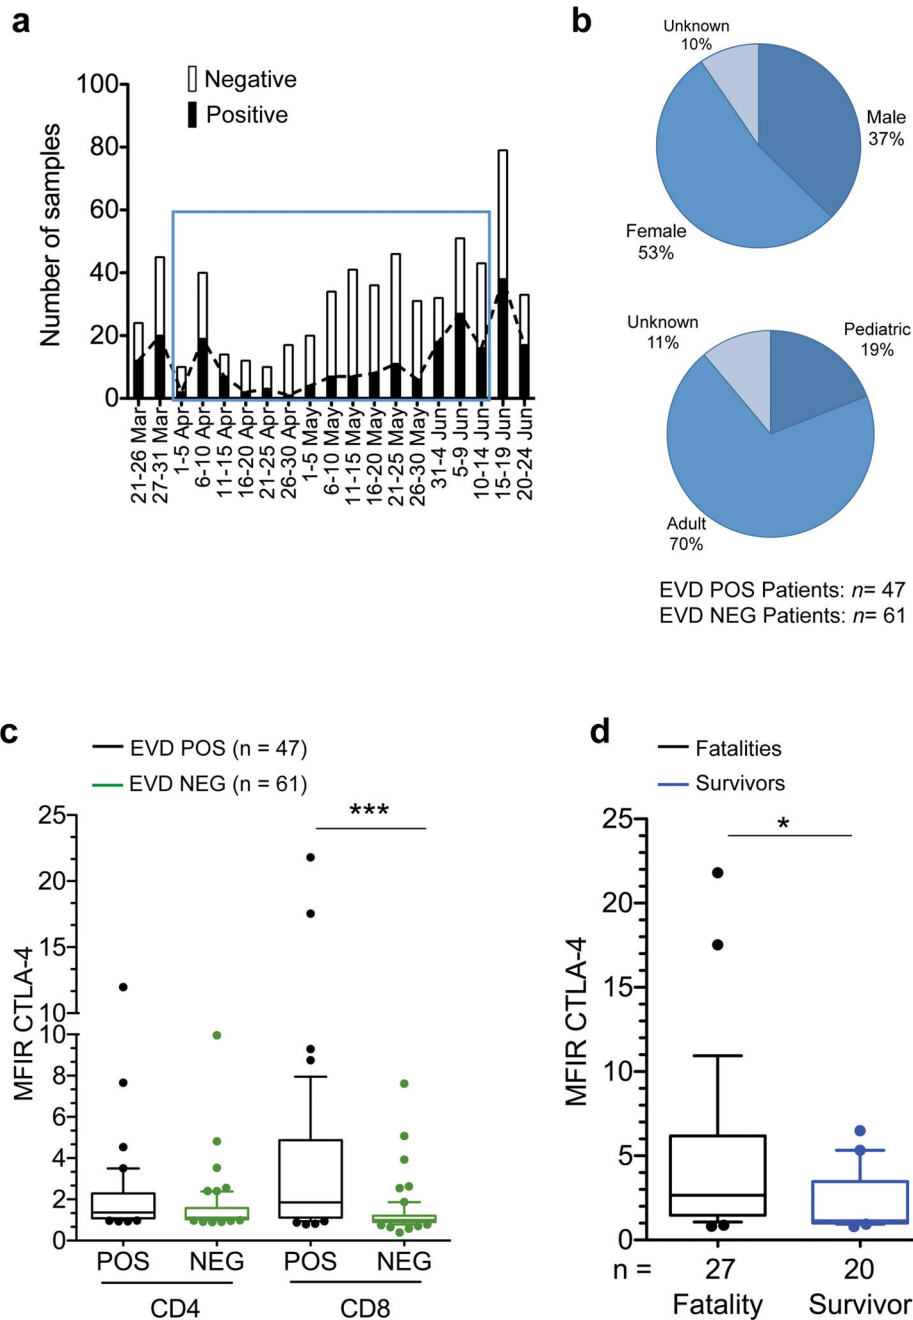 a
Negative
Positive
Number of samples
100
80
60
40
20
0
21-26 Mar
27-31 Mar
1-5 Apr
6-10 Apr
11-15 Apr
16-20 Apr
21-25 Apr
26-30 Apr
1-5 May
6-10 May
11-15 May
16-20 May
21-25 May
26-30 May
31-4 Jun
5-9 Jun
10-14 Jun
15-19 Jun
20-24 Jun
b
Unknown
10%
Male
37%
Female
53%
Unknown
11%
Pediatric
19%
Adult
70%
EVD POS Patients: n= 47
EVD NEG Patients: n= 61
c
EVD POS (n = 47)
EVD NEG (n = 61)
***
MFIR CTLA-4
25
20
15
10
10
8
6
4
2
0
POS NEG POS NEG
CD4 CD8
d
Fatalities
Survivors
*
MFIR CTLA-4
25
20
15
10
5
0
n = 27 20
Fatality Survivor